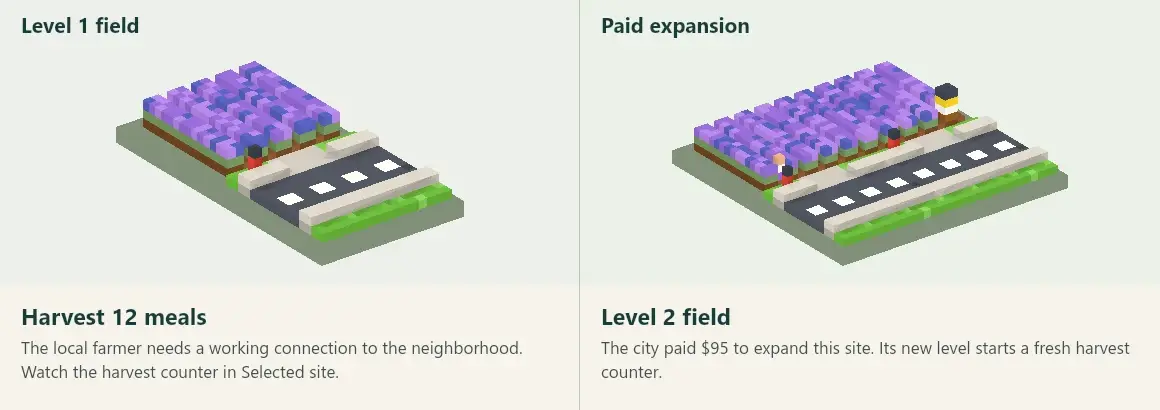 Level 1 field
Harvest 12 meals
The local farmer needs a working connection to the neighborhood.
Watch the harvest counter in Selected site.
Paid expansion
Level 2 field
The city paid $95 to expand this site. Its new level starts a fresh harvest
counter.